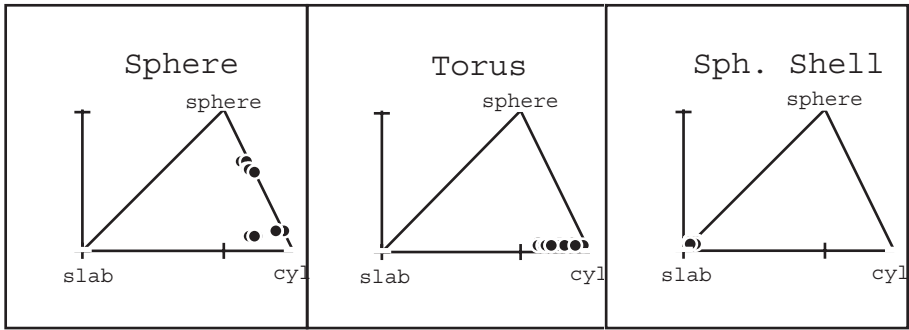 Sphere
sphere
slab
cyl
Torus
sphere
slab
cyl
Sph. Shell
sphere
slab
cyl